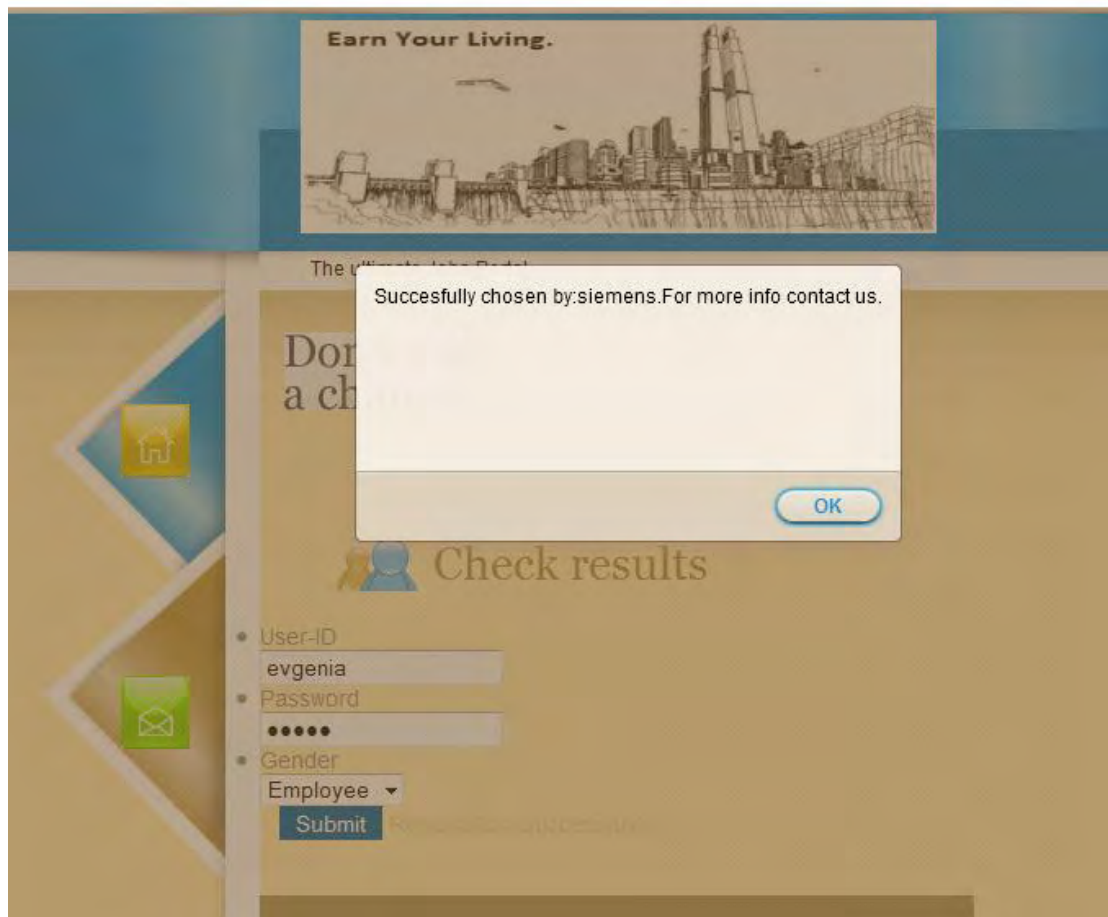 Earn Your Living.
The
Succesfully chosen by:siemens.For more info contact us.
a
OK
Check results
User-ID
evgenia
Password
•••••
Gender
Employee
Submit